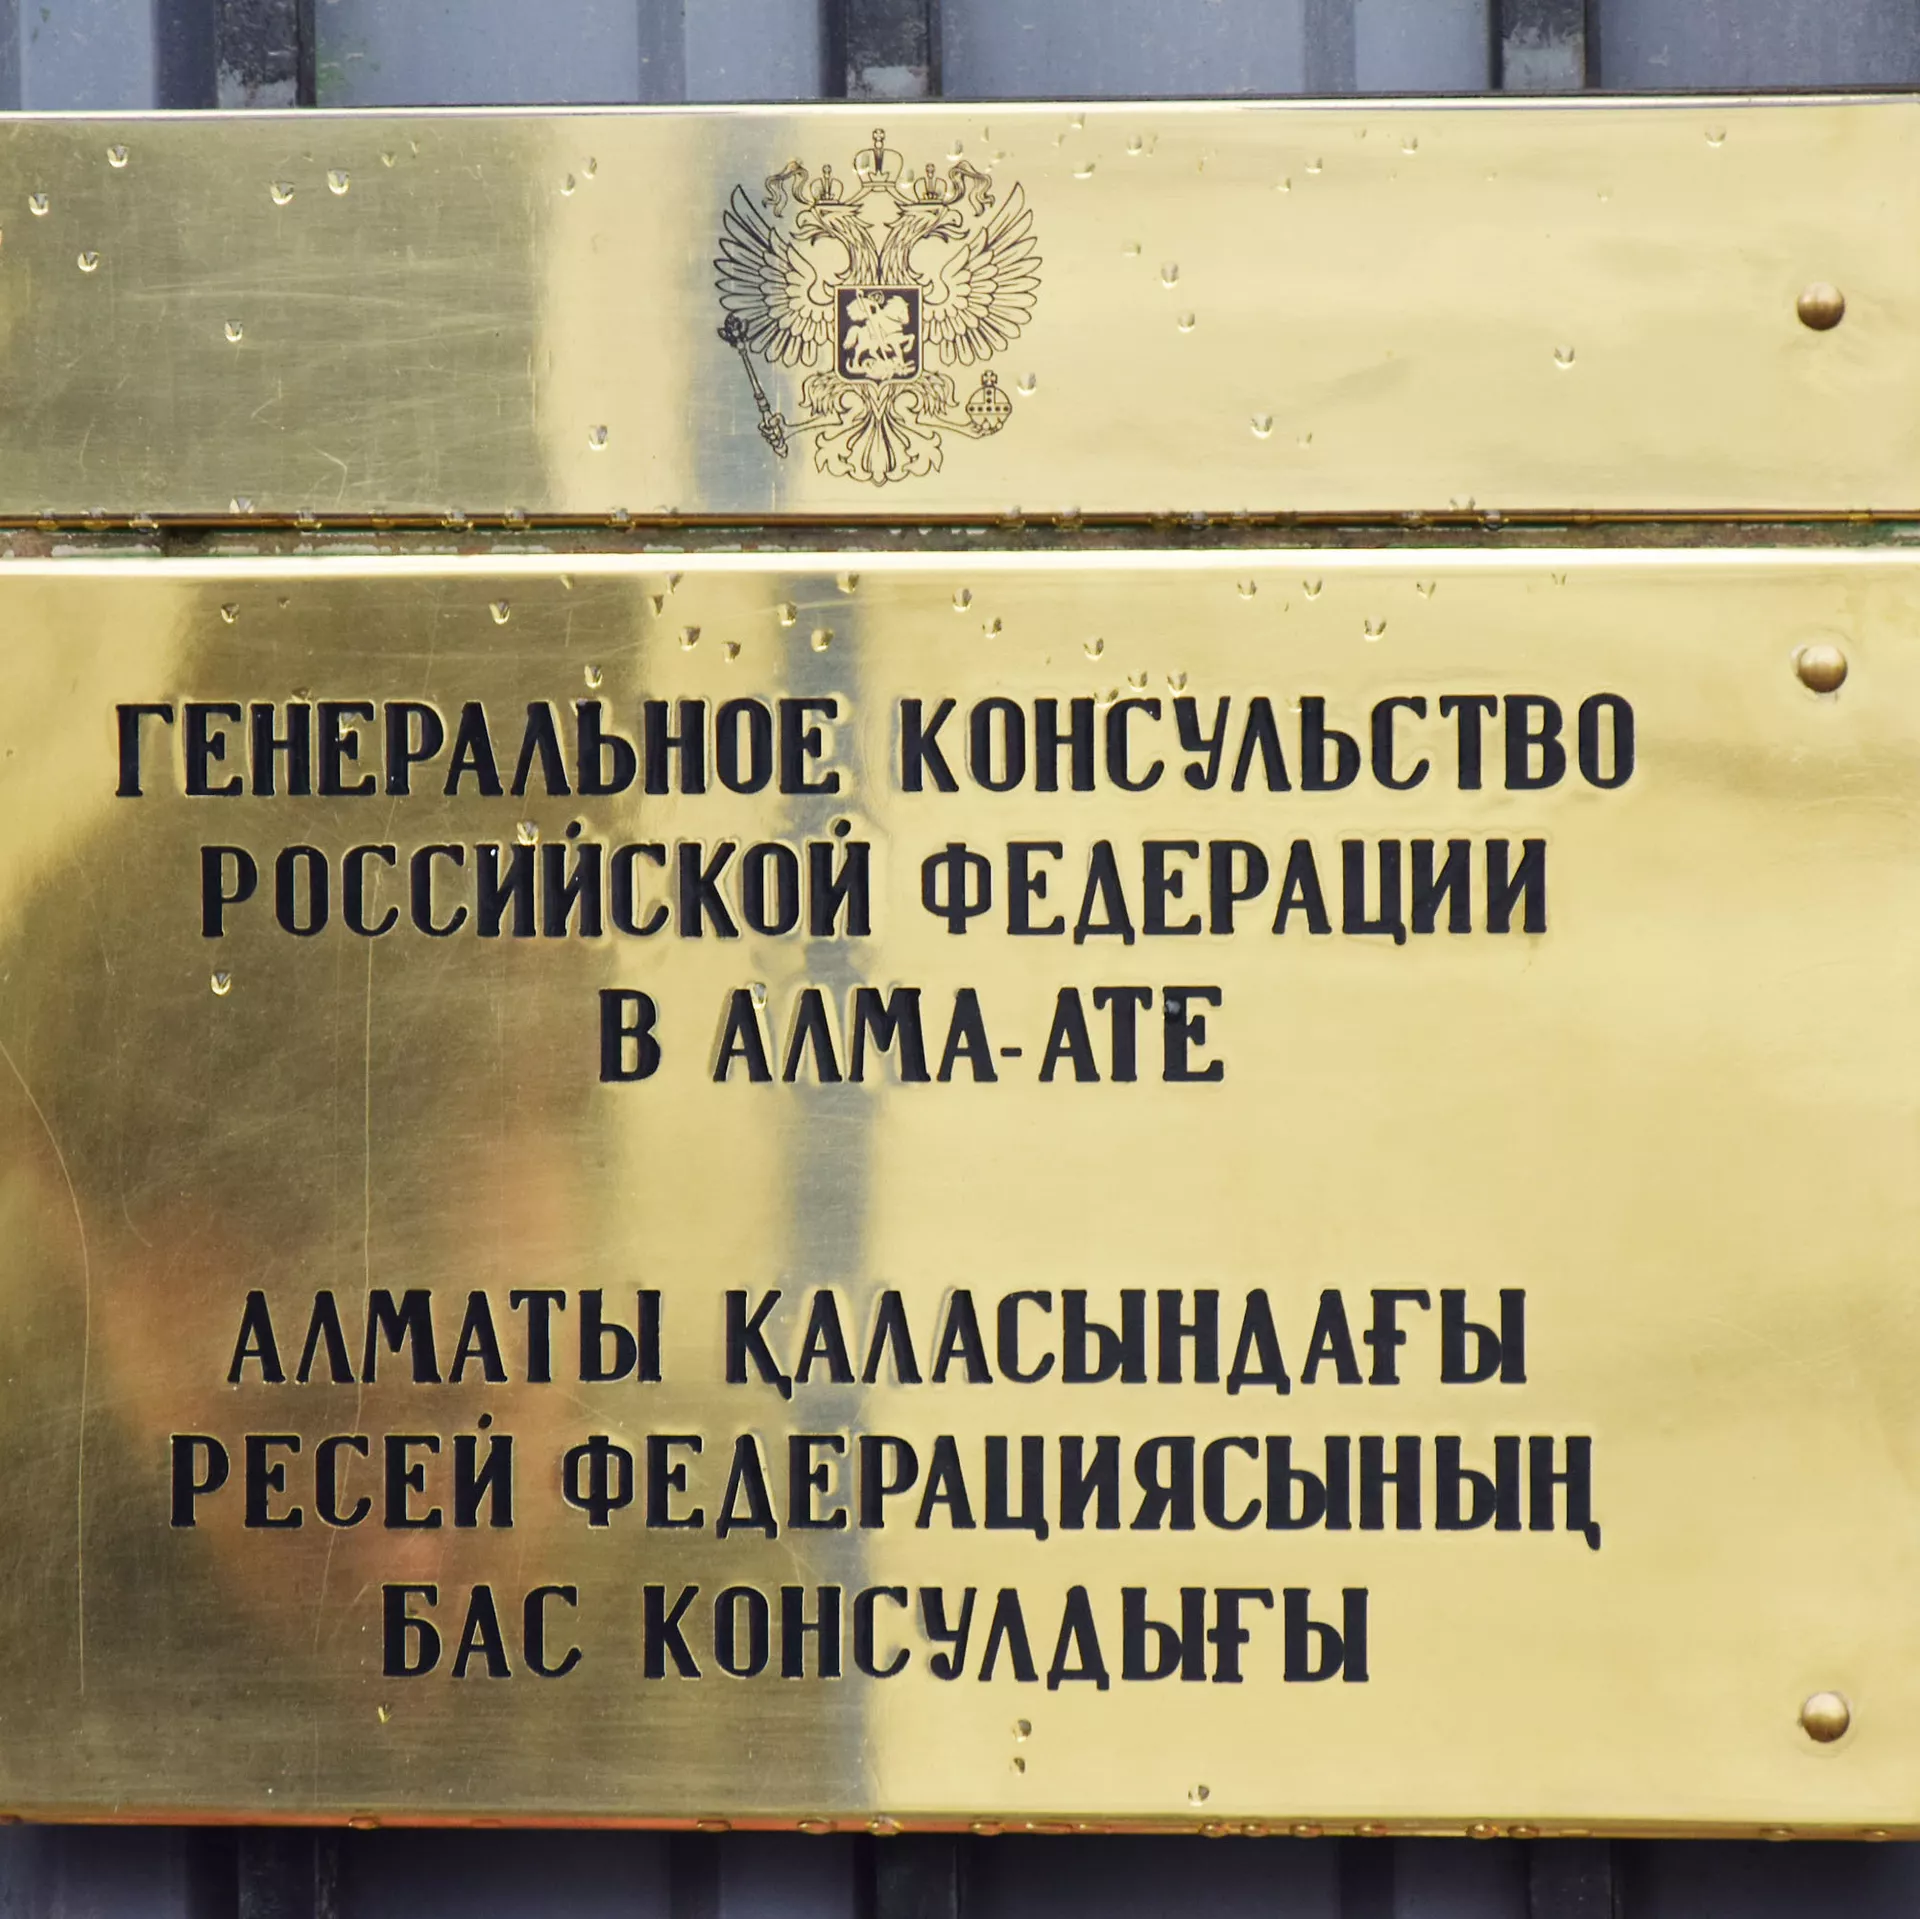 ГЕНЕРАЛЬНОЕ КОНСУЛЬСТВО
РОССИЙСКОЙ ФЕДЕРАЦИИ
В АЛМА-АТЕ
АЛМАТЫ ҚАЛАСЫНДАҒЫ
РЕСЕЙ ФЕДЕРАЦИЯСЫНЫҢ
БАС КОНСУЛДЫҒЫ